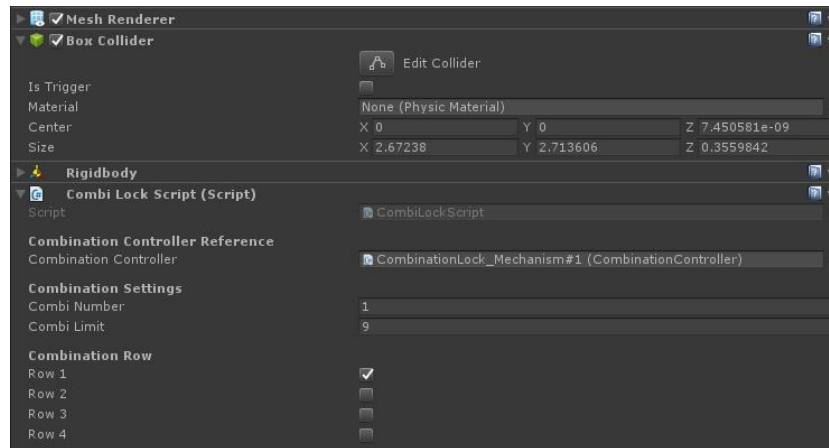 Mesh Renderer
Box Collider
Edit Collider
Is Trigger
Material None (Physic Material)
Center X 0 Y 0 Z 7.450581e-09
Size X 2.67238 Y 2.713606 Z 0.3559842
Rigidbody
Combi Lock Script (Script)
Script CombiLockScript
Combination Controller Reference
Combination Controller CombinationLock_Mechanism#1 (CombinationController)
Combination Settings
Combi Number 1
Combi Limit 9
Combination Row
Row 1
Row 2
Row 3
Row 4